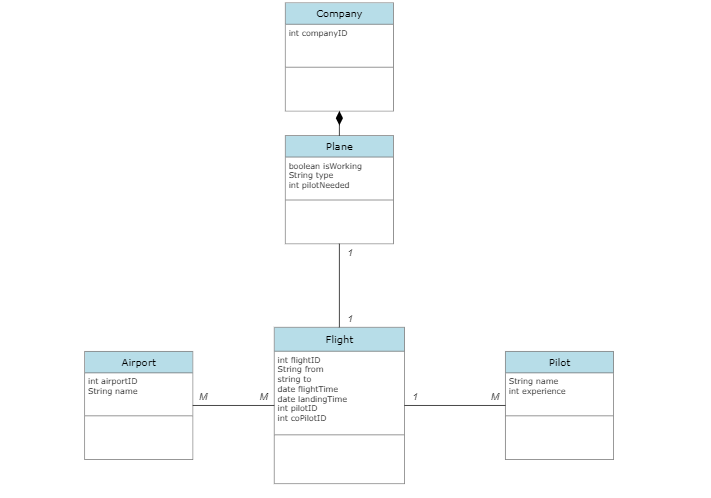 Company
int companyID
Plane
boolean isWorking
String type
int pilotNeeded
1
1
Flight
int flightID
String from
string to
date flightTime
date landingTime
int pilotID
int coPilotID
Airport
int airportID
String name
M
M
1
M
Pilot
String name
int experience